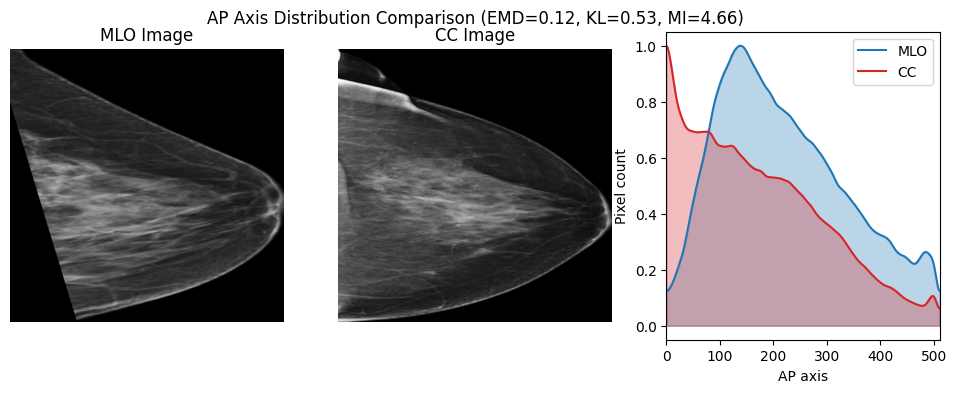 AP Axis Distribution Comparison (EMD=0.12, KL=0.53, MI=4.66)
MLO Image
CC Image
MLO
CC
1.0
0.8
0.6
0.4
0.2
0.0
Pixel count
0 100 200 300 400 500
AP axis